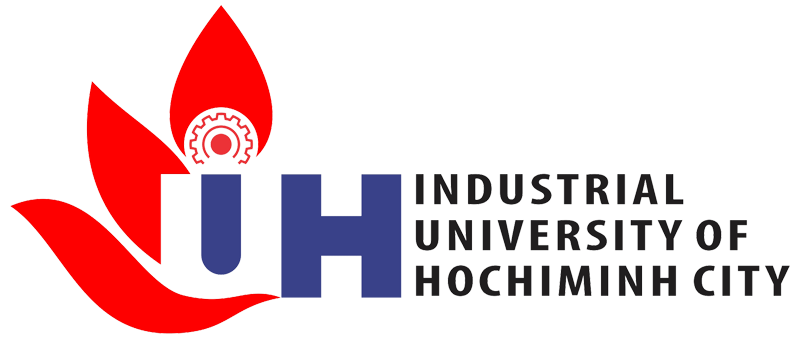 IUH
INDUSTRIAL
UNIVERSITY OF
HOCHIMINH CITY